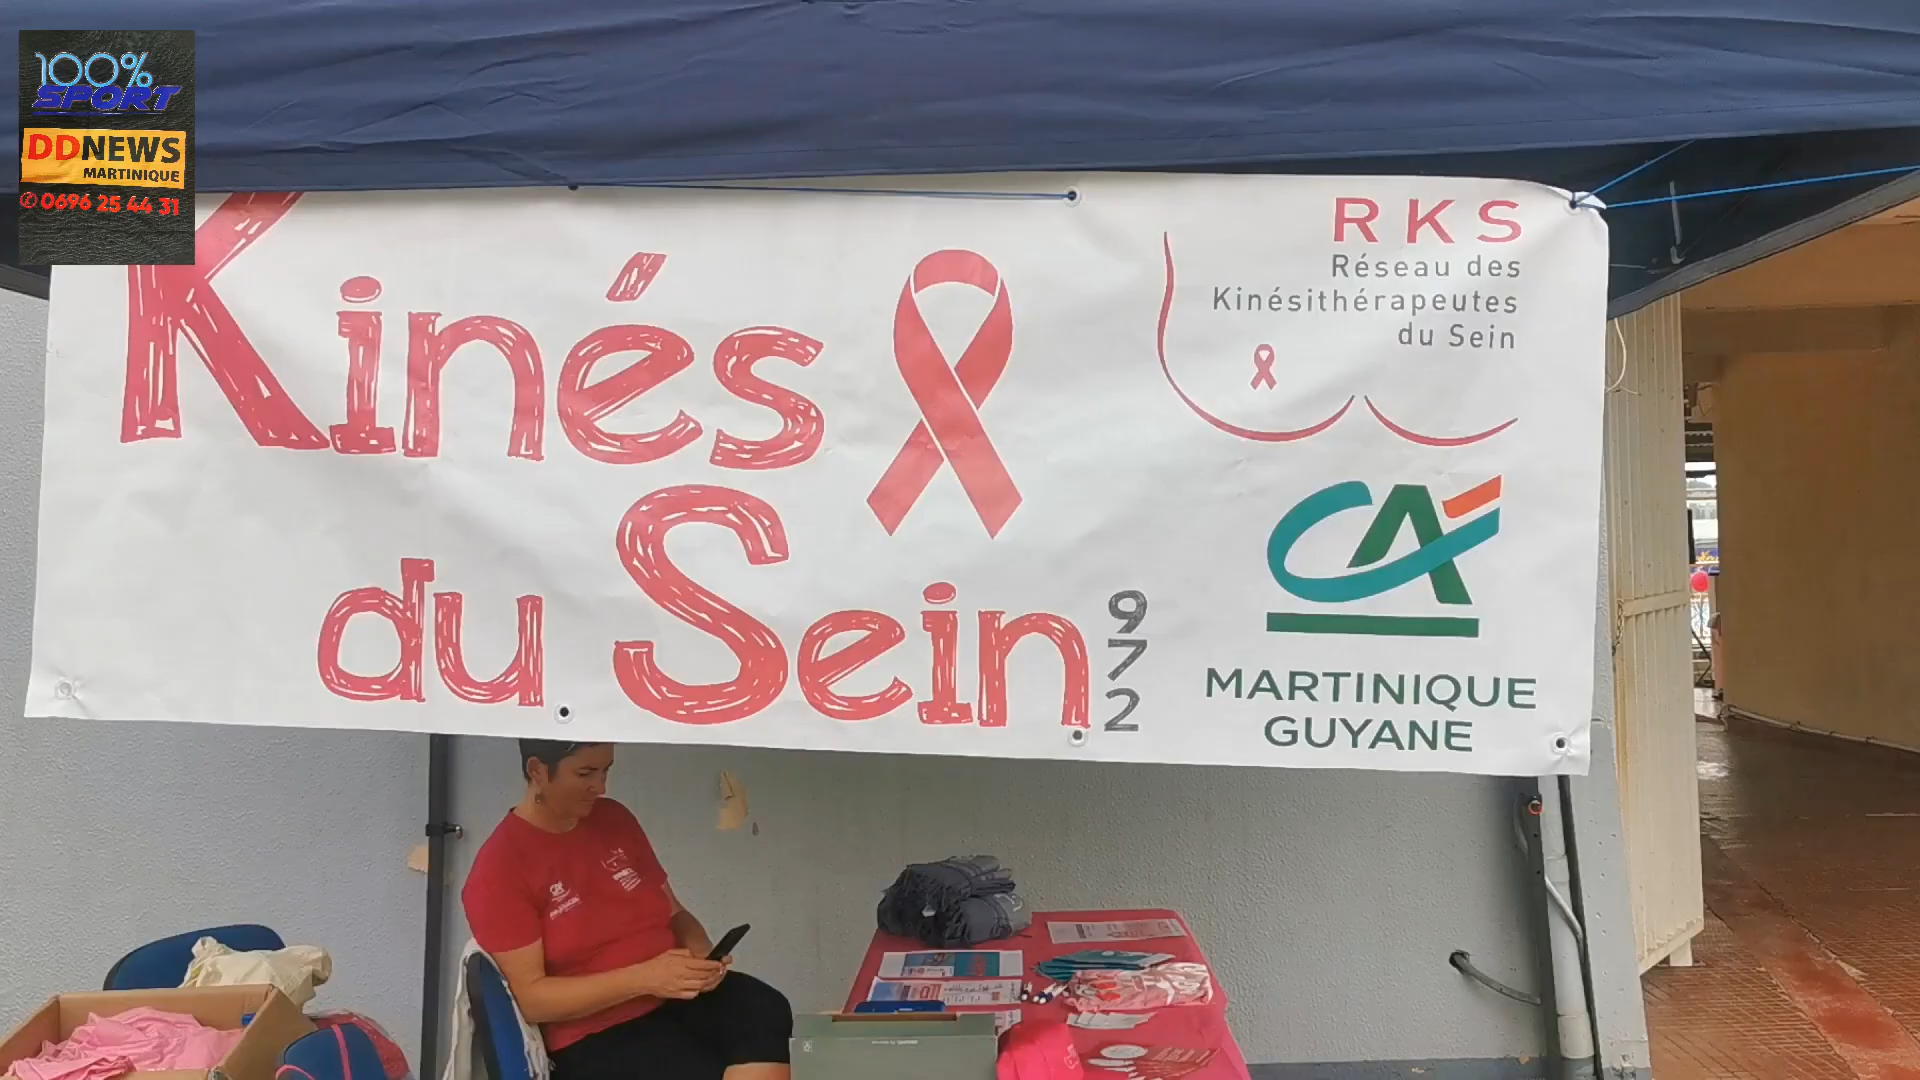 100%
SPORT
DDNEWS
MARTINIQUE
✆ 0696 25 44 31
Kinés
du Sein
972
RKS
Réseau des
Kinésithérapeutes
du Sein
CA
MARTINIQUE
GUYANE